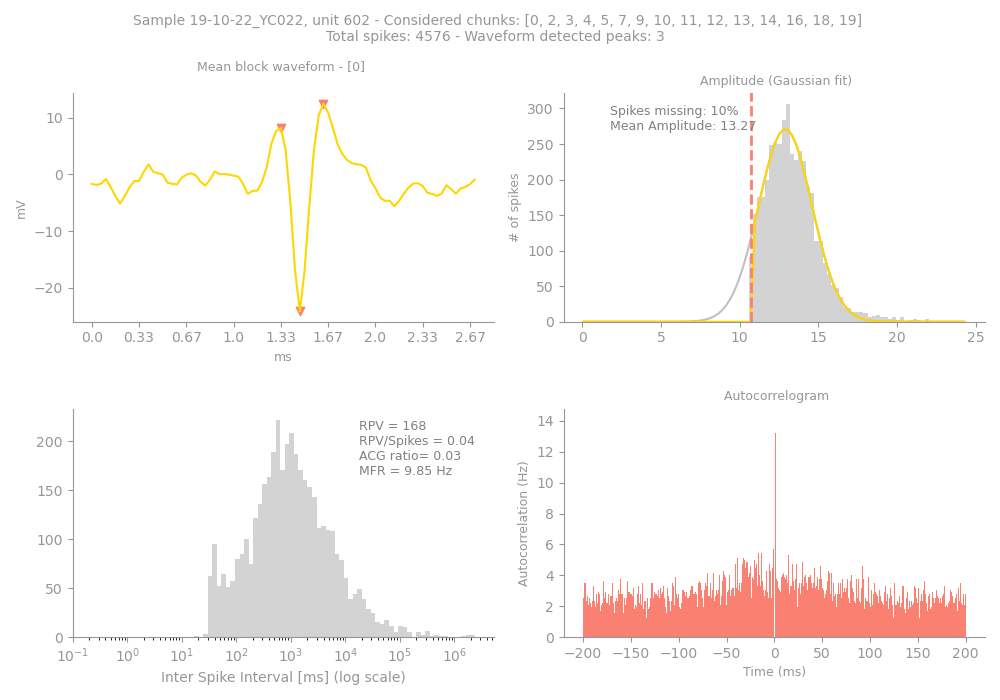 Sample 19-10-22_YC022, unit 602 - Considered chunks: [0, 2, 3, 4, 5, 7, 9, 10, 11, 12, 13, 14, 16, 18, 19]
Total spikes: 4576 - Waveform detected peaks: 3
Mean block waveform - [0]
mV
10
0
−10
−20
0.0 0.33 0.67 1.0 1.33 1.67 2.0 2.33 2.67
ms
Amplitude (Gaussian fit)
Spikes missing: 10%
Mean Amplitude: 13.27
# of spikes
300
250
200
150
100
50
0
0 5 10 15 20 25
RPV = 168
RPV/Spikes = 0.04
ACG ratio= 0.03
MFR = 9.85 Hz
200
150
100
50
0
10⁻¹ 10⁰ 10¹ 10² 10³ 10⁴ 10⁵ 10⁶
Inter Spike Interval [ms] (log scale)
Autocorrelogram
Autocorrelation (Hz)
14
12
10
8
6
4
2
0
−200 −150 −100 −50 0 50 100 150 200
Time (ms)